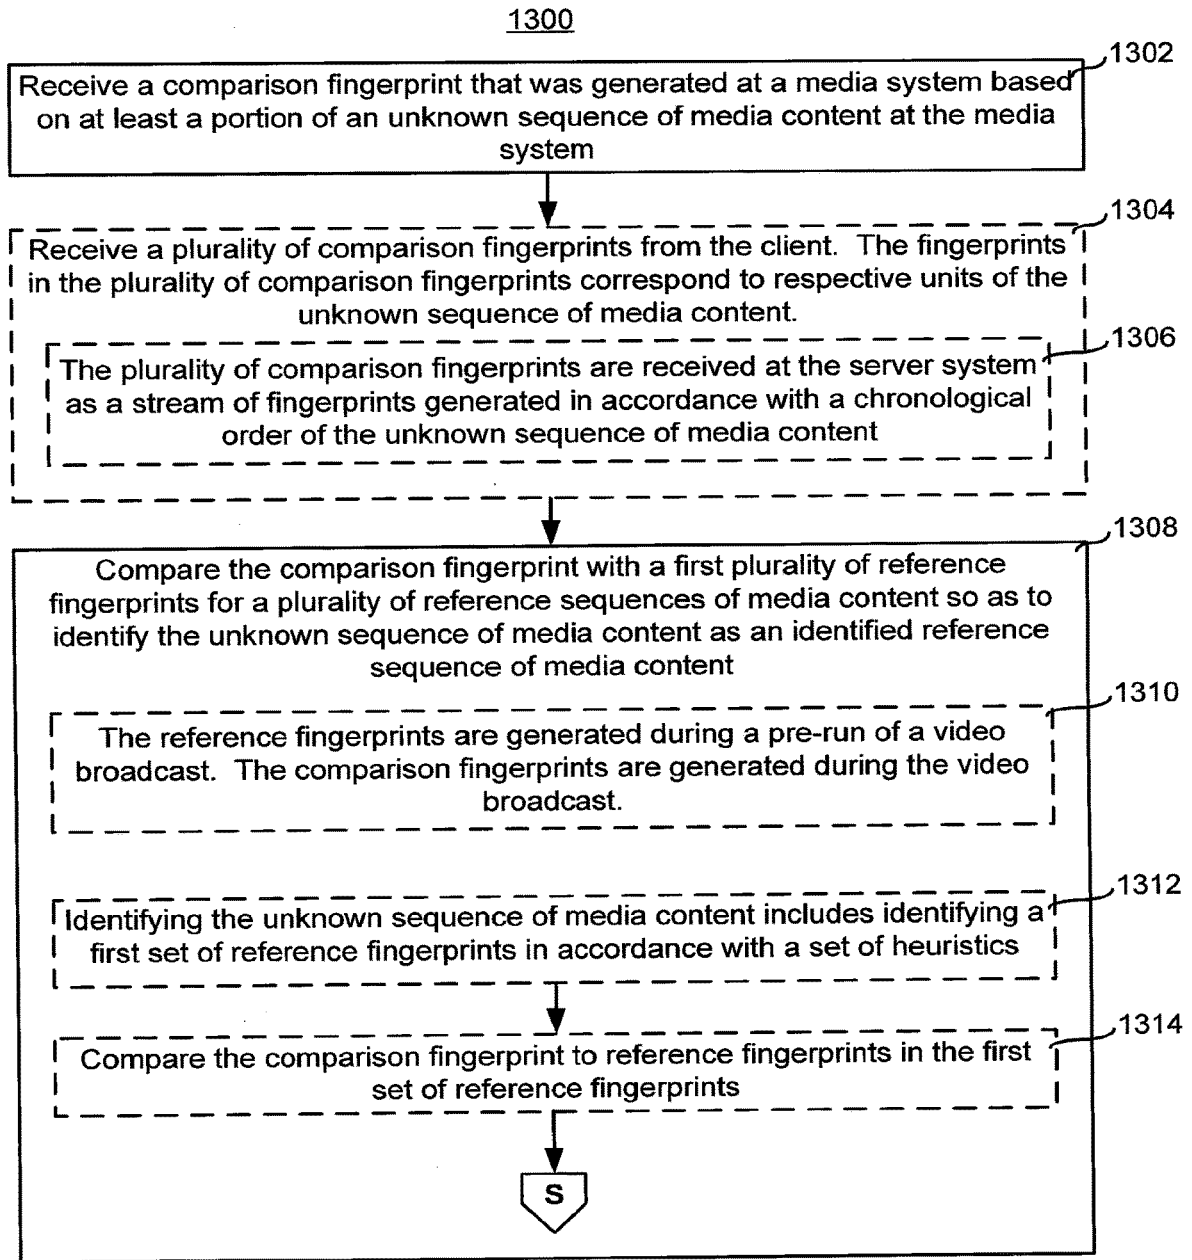 1300
1302
Receive a comparison fingerprint that was generated at a media system based
on at least a portion of an unknown sequence of media content at the media
system
1304
Receive a plurality of comparison fingerprints from the client. The fingerprints
in the plurality of comparison fingerprints correspond to respective units of the
unknown sequence of media content.
1306
The plurality of comparison fingerprints are received at the server system
as a stream of fingerprints generated in accordance with a chronological
order of the unknown sequence of media content
1308
Compare the comparison fingerprint with a first plurality of reference
fingerprints for a plurality of reference sequences of media content so as to
identify the unknown sequence of media content as an identified reference
sequence of media content
1310
The reference fingerprints are generated during a pre-run of a video
broadcast. The comparison fingerprints are generated during the video
broadcast.
1312
Identifying the unknown sequence of media content includes identifying a
first set of reference fingerprints in accordance with a set of heuristics
1314
Compare the comparison fingerprint to reference fingerprints in the first
set of reference fingerprints
S